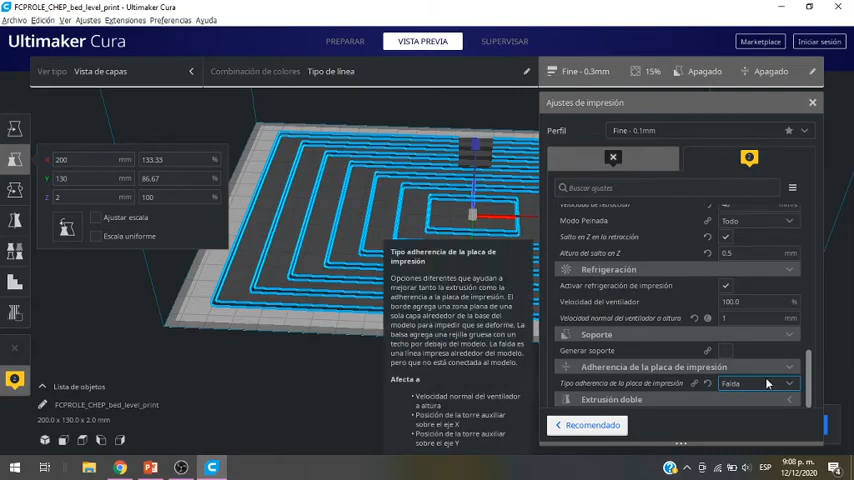 FCPROLE_CHEP_bed_level_print - Ultimaker Cura
Archivo Edición Ver Ajustes Extensiones Preferencias Ayuda
Ultimaker Cura
PREPARAR
VISTA PREVIA
SUPERVISAR
Marketplace
Iniciar sesión
Ver tipo Vista de capas
Combinación de colores Tipo de línea
Fine - 0.3mm
15%
Apagado
Apagado
Ajustes de impresión
Perfil Fine - 0.1mm
2
Buscar ajustes
X 200 mm 133.33 %
Y 130 mm 86.67 %
Z 2 mm 100 %
Ajustar escala
Escala uniforme
Velocidad de retracción 40 mm/s
Modo Peinada Todo
Salto en Z en la retracción
Altura del salto en Z 0.5 mm
Refrigeración
Activar refrigeración de impresión
Velocidad del ventilador 100.0 %
Velocidad normal del ventilador a altura 1 mm
Soporte
Generar soporte
Adherencia de la placa de impresión
Tipo adherencia de la placa de impresión Falda
Extrusión doble
Recomendado
Tipo adherencia de la placa de
impresión
Opciones diferentes que ayudan a
mejorar tanto la extrusión como la
adherencia a la placa de impresión. El
borde agrega una zona plana de una
sola capa alrededor de la base del
modelo para impedir que se deforme. La
balsa agrega una rejilla gruesa con un
techo por debajo del modelo. La falda
es una línea impresa alrededor del modelo,
pero que no está conectada al modelo.
Afecta a
• Velocidad normal del ventilador
a altura
• Posición de la torre auxiliar
sobre el eje X
• Posición de la torre auxiliar
sobre el eje Y
2
Lista de objetos
FCPROLE_CHEP_bed_level_print
200.0 x 130.0 x 2.0 mm
ESP
9:08 p. m.
12/12/2020
4